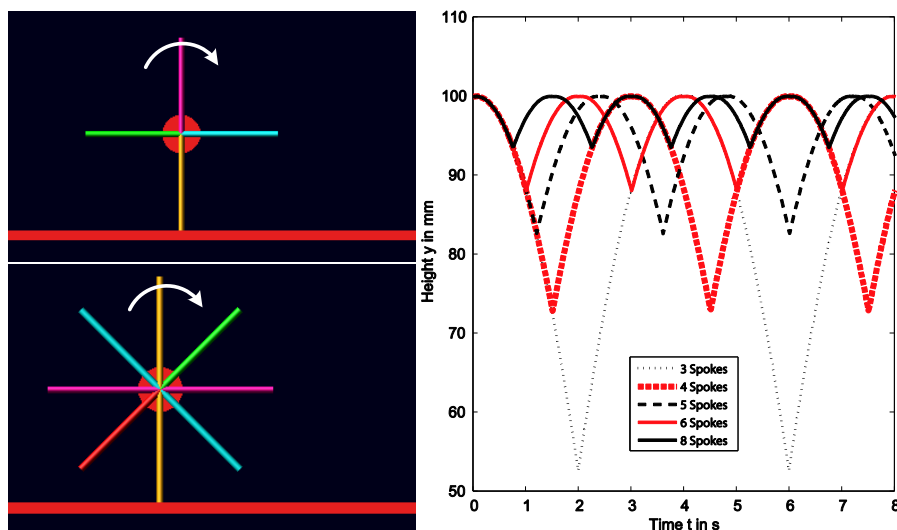 110
100
90
80
70
60
50
Height y in mm
3 Spokes
4 Spokes
5 Spokes
6 Spokes
8 Spokes
0 1 2 3 4 5 6 7 8
Time t in s